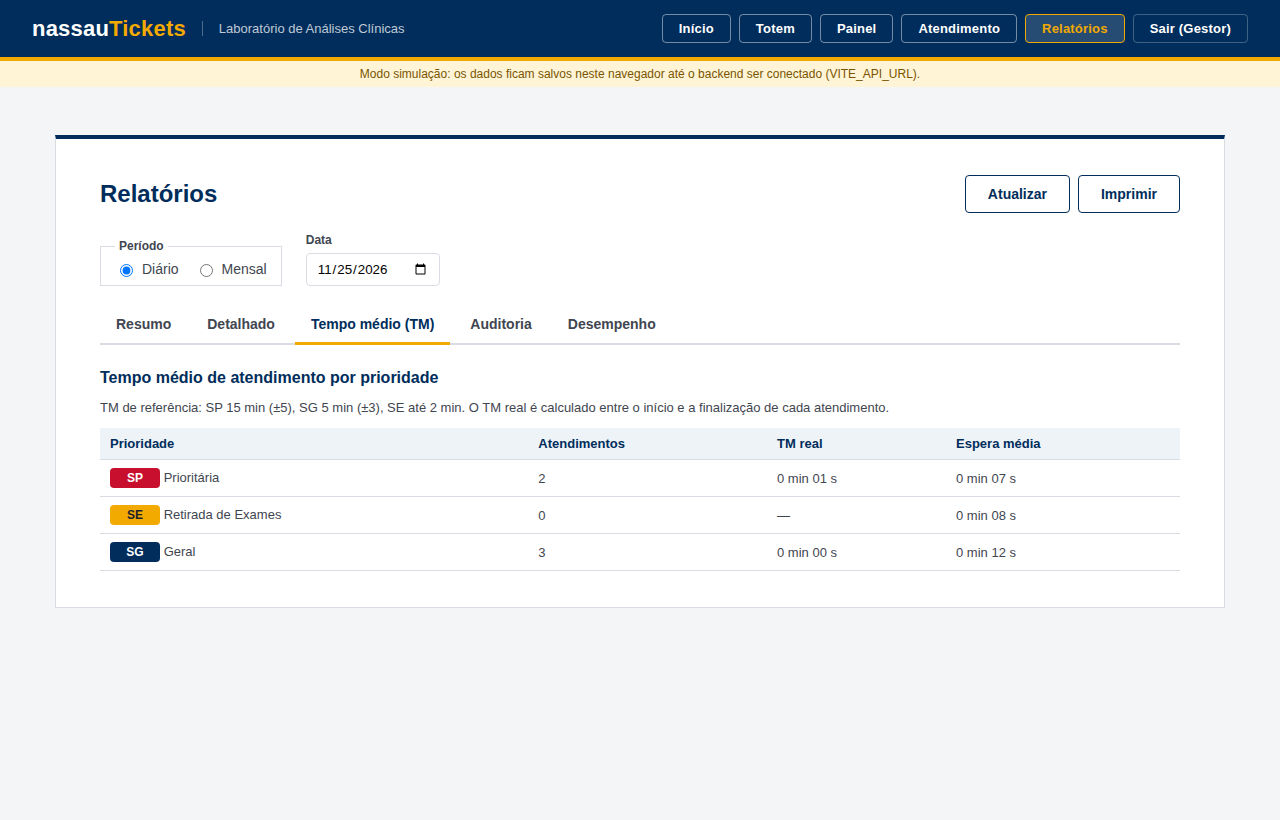 nassauTickets
Laboratório de Análises Clínicas
Início
Totem
Painel
Atendimento
Relatórios
Sair (Gestor)
Modo simulação: os dados ficam salvos neste navegador até o backend ser conectado (VITE_API_URL).
Relatórios
Atualizar
Imprimir
Período
Diário
Mensal
Data
11/25/2026
Resumo
Detalhado
Tempo médio (TM)
Auditoria
Desempenho
Tempo médio de atendimento por prioridade
TM de referência: SP 15 min (±5), SG 5 min (±3), SE até 2 min. O TM real é calculado entre o início e a finalização de cada atendimento.
Prioridade Atendimentos TM real Espera média
SP Prioritária 2 0 min 01 s 0 min 07 s
SE Retirada de Exames 0 — 0 min 08 s
SG Geral 3 0 min 00 s 0 min 12 s